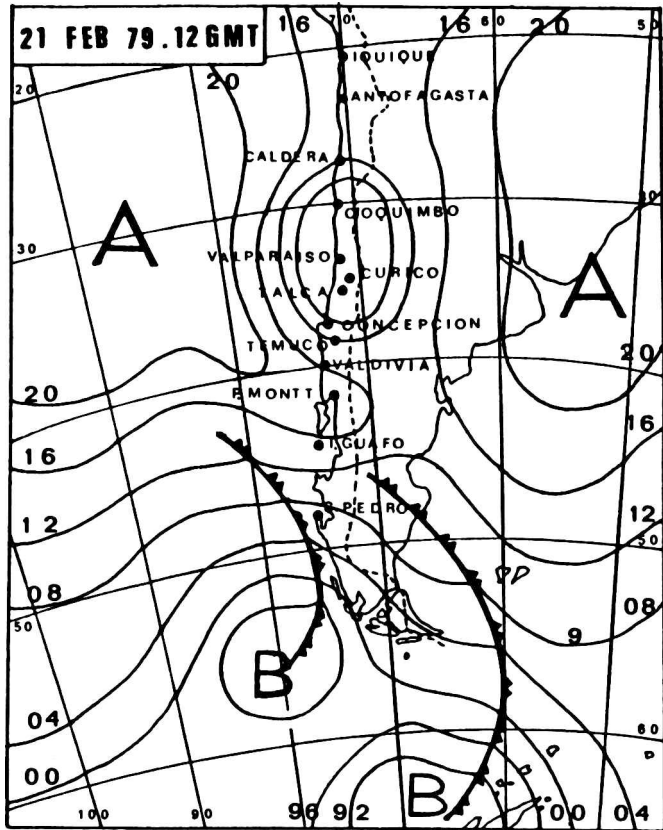 21 FEB 79.12GMT
16 70° 16 60 20 50
20 20
IQUIQUE
ANTOFAGASTA
CALDERA
COQUIMBO
A
30
VALPARAISO
CURICO
A
TALCA
CONCEPCION
TEMUCO
VALDIVIA
20
20
P.MONTT
16
I.GUAFO
16
S.PEDRO
12
12
50
08
08
50
9
B
04
60
00
B
100 90 96 92 00 04